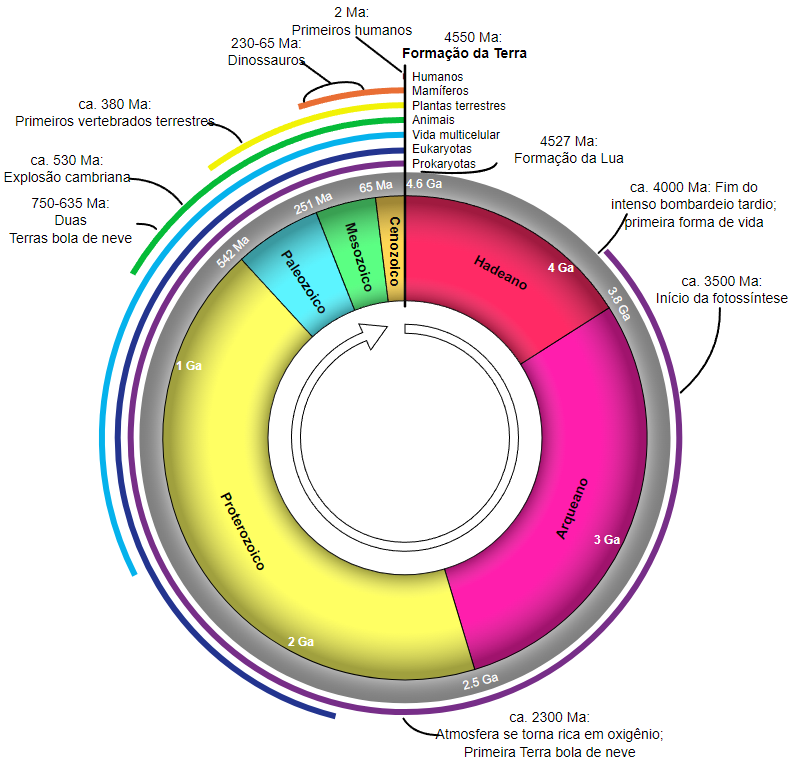 2 Ma:
Primeiros humanos
4550 Ma:
Formação da Terra
230-65 Ma:
Dinossauros
Humanos
Mamíferos
Plantas terrestres
Animais
Vida multicelular
Eukaryotas
Prokaryotas
ca. 380 Ma:
Primeiros vertebrados terrestres
4527 Ma:
Formação da Lua
ca. 530 Ma:
Explosão cambriana
ca. 4000 Ma: Fim do
intenso bombardeio tardio;
primeira forma de vida
750-635 Ma:
Duas
Terras bola de neve
ca. 3500 Ma:
Início da fotossíntese
4.6 Ga
65 Ma
251 Ma
542 Ma
Cenozoico
Mesozoico
Paleozoico
Hadeano
4 Ga
3.8 Ga
1 Ga
Proterozoico
Arqueano
3 Ga
2 Ga
2.5 Ga
ca. 2300 Ma:
Atmosfera se torna rica em oxigênio;
Primeira Terra bola de neve